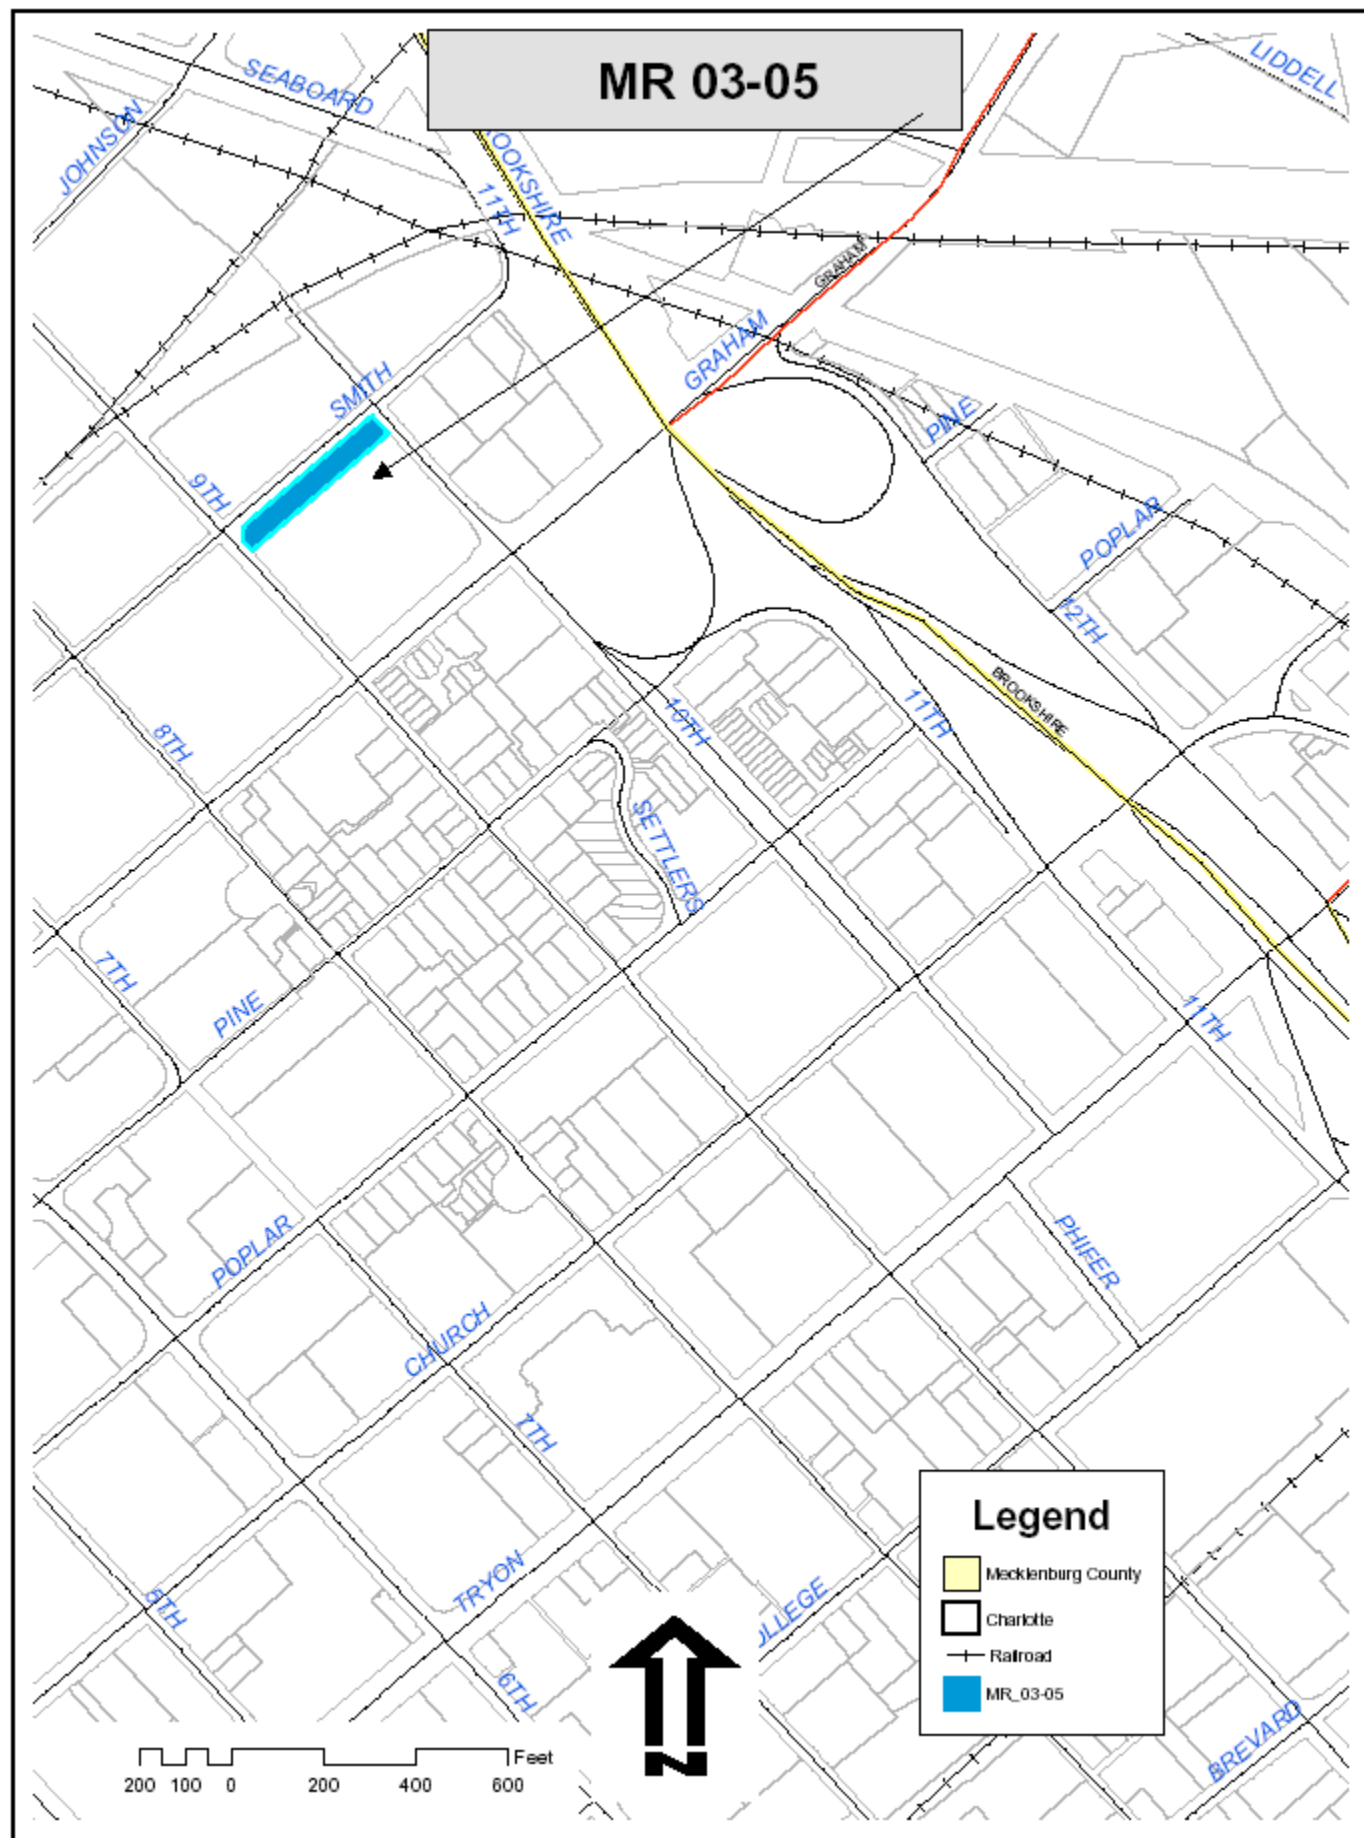 MR 03-05
SEABOARD
LIDDELL
JOHNSON
11TH
GRAHAM
GRAHAM
SMITH
PINE
9TH
POPLAR
12TH
BROOKSHIRE
11TH
10TH
8TH
SETTLERS
7TH
PINE
11TH
PHIFER
POPLAR
CHURCH
7TH
TRYON
6TH
BREVARD
Legend
Mecklenburg County
Charlotte
Railroad
MR_03-05
N
Feet
200 100 0 200 400 600